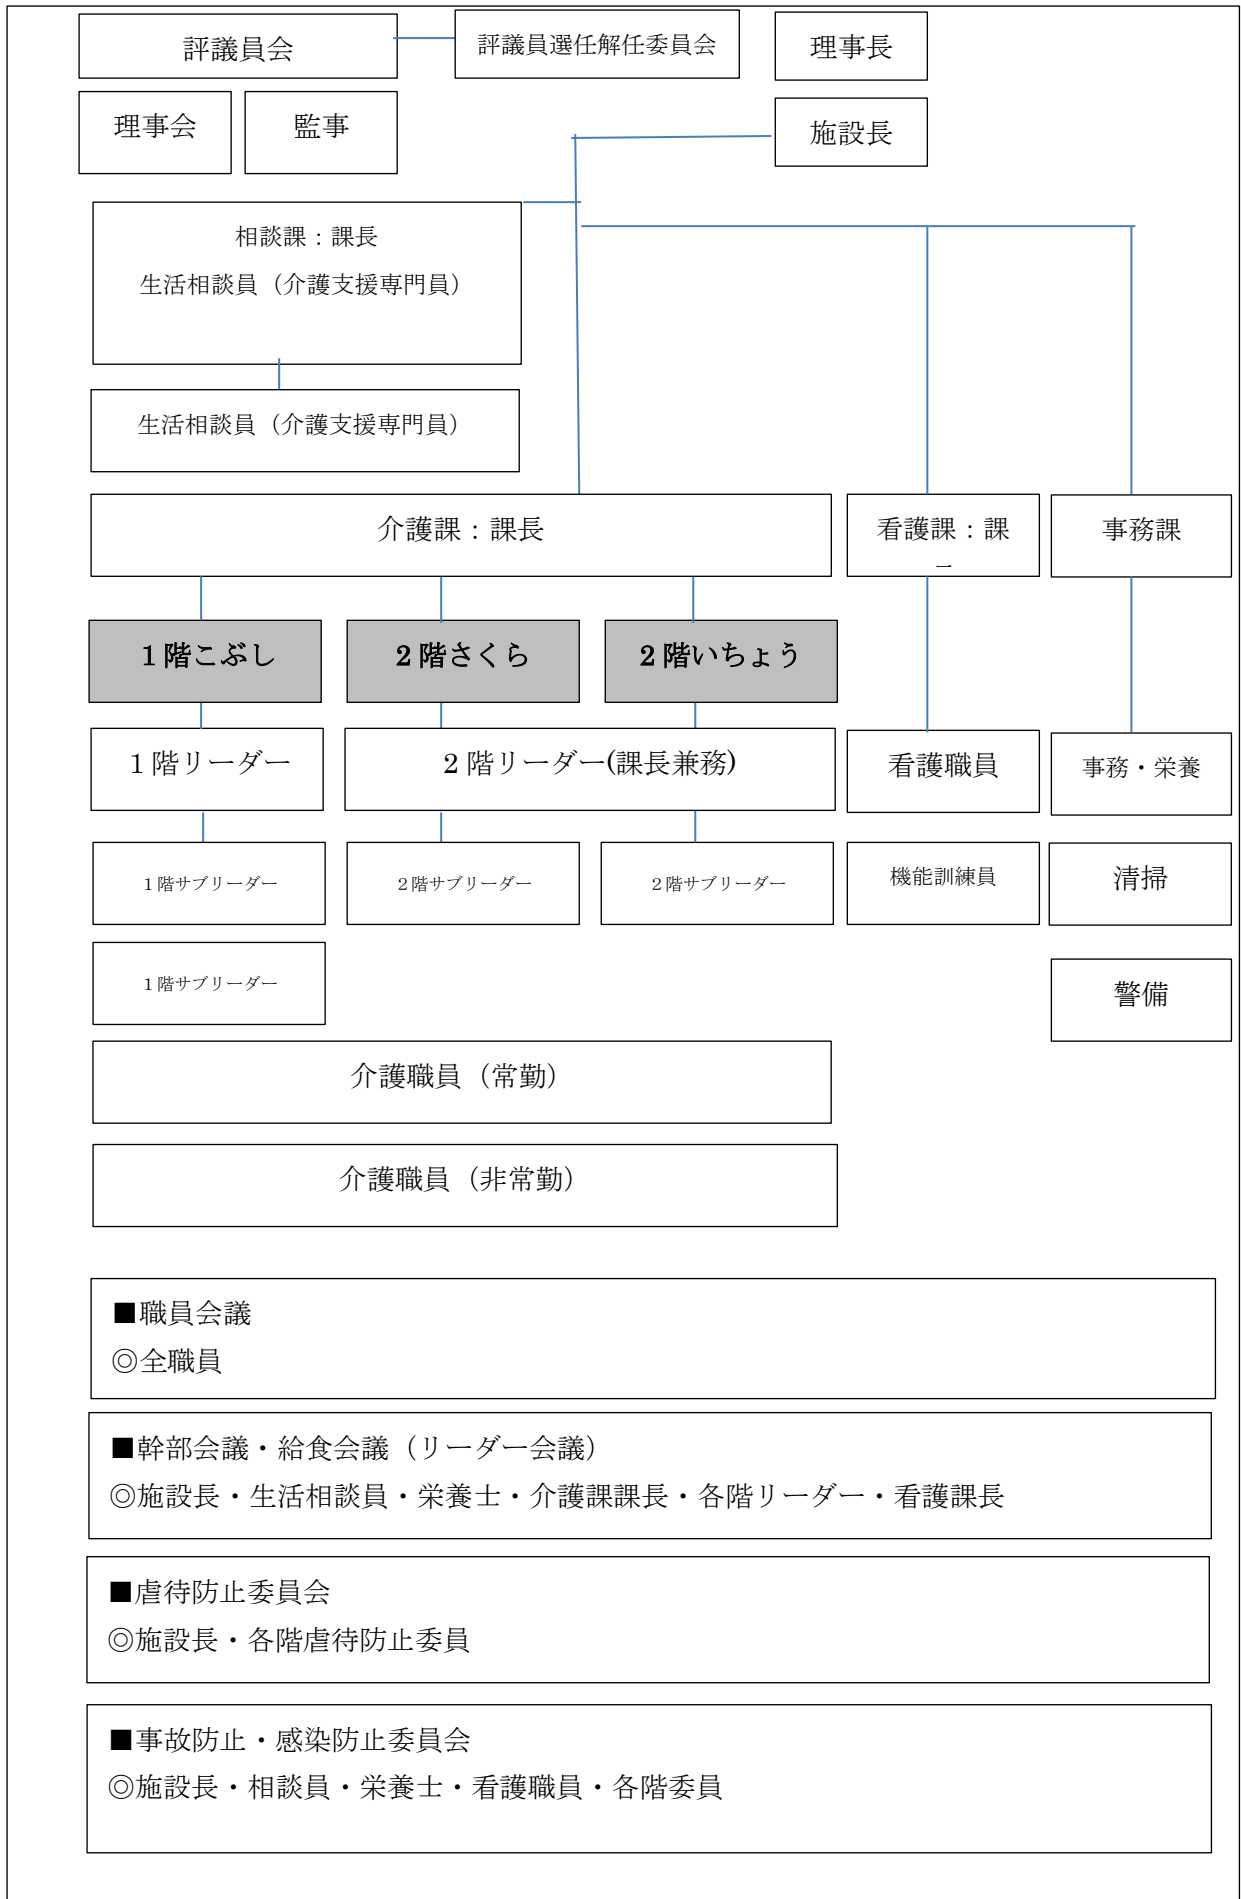 評議員会
評議員選任解任委員会
理事長
理事会
監事
施設長
相談課：課長
生活相談員（介護支援専門員）
生活相談員（介護支援専門員）
介護課：課長
看護課：課
事務課
１階こぶし
２階さくら
２階いちょう
１階リーダー
２階リーダー(課長兼務)
看護職員
事務・栄養
１階サブリーダー
２階サブリーダー
２階サブリーダー
機能訓練員
清掃
１階サブリーダー
警備
介護職員（常勤）
介護職員（非常勤）
■職員会議
◎全職員
■幹部会議・給食会議（リーダー会議）
◎施設長・生活相談員・栄養士・介護課課長・各階リーダー・看護課長
■虐待防止委員会
◎施設長・各階虐待防止委員
■事故防止・感染防止委員会
◎施設長・相談員・栄養士・看護職員・各階委員